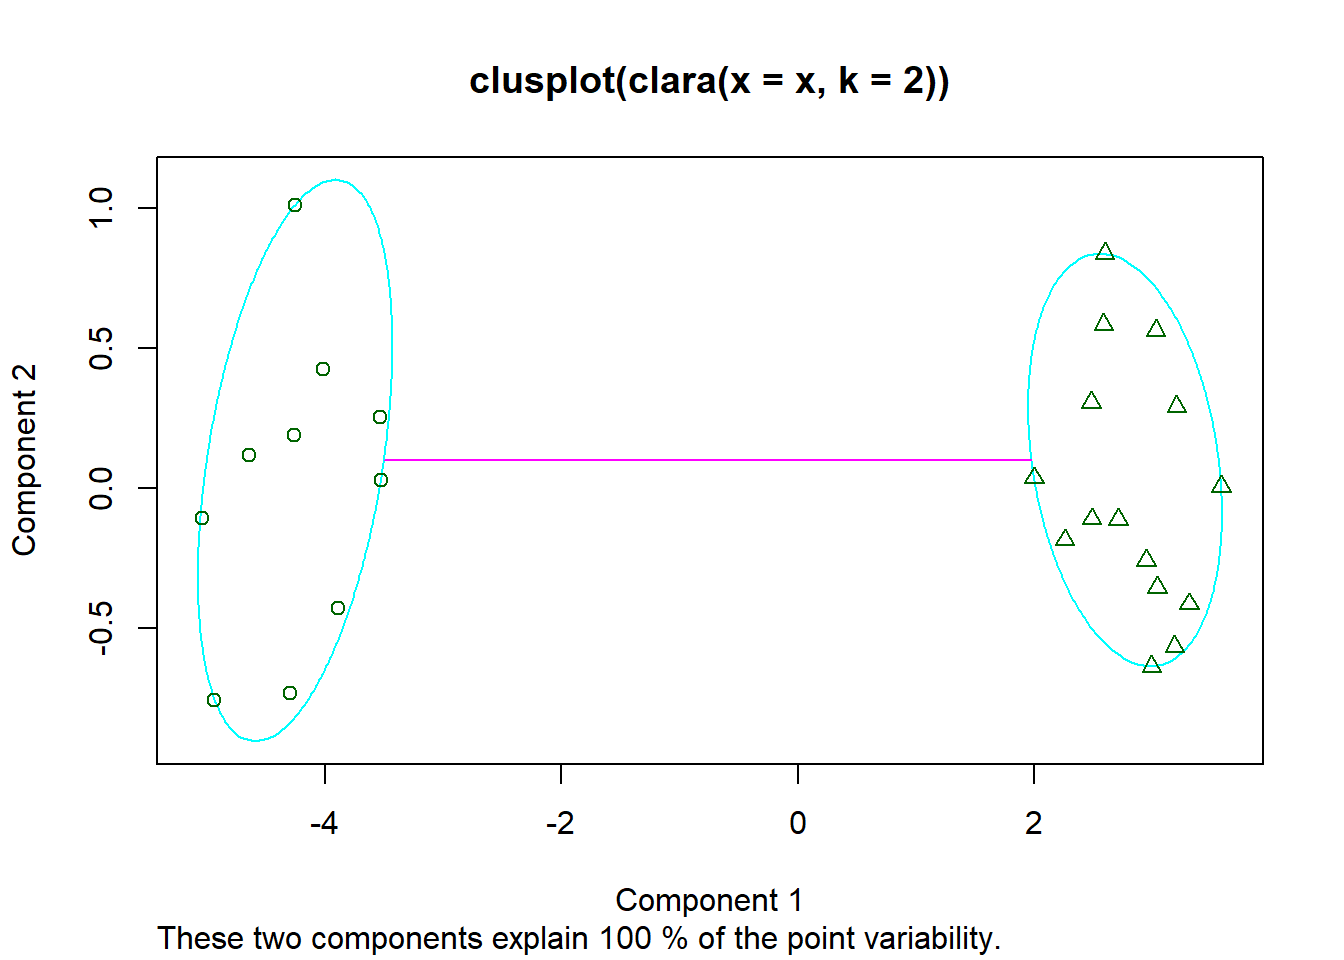 clusplot(clara(x = x, k = 2))
1.0
0.5
0.0
-0.5
Component 2
-4
-2
0
2
Component 1
These two components explain 100 % of the point variability.